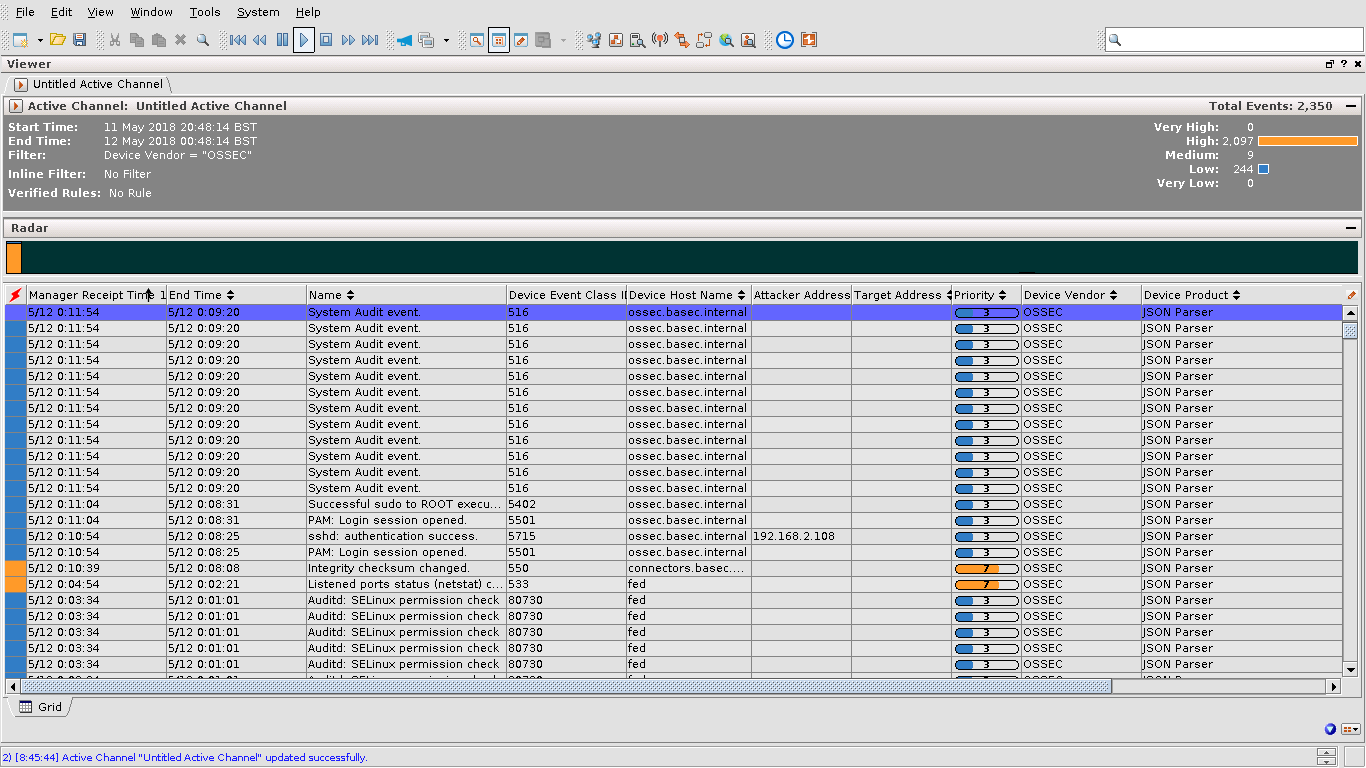 File Edit View Window Tools System Help
Viewer
Untitled Active Channel
Active Channel: Untitled Active Channel Total Events: 2,350
Start Time: 11 May 2018 20:48:14 BST Very High: 0
End Time: 12 May 2018 00:48:14 BST High: 2,097
Filter: Device Vendor = "OSSEC" Medium: 9
Inline Filter: No Filter Low: 244
Verified Rules: No Rule Very Low: 0
Radar
Manager Receipt Time 1 End Time Name Device Event Class I Device Host Name Attacker Address Target Address Priority Device Vendor Device Product
5/12 0:11:54 5/12 0:09:20 System Audit event. 516 ossec.basec.internal 3 OSSEC JSON Parser
5/12 0:11:54 5/12 0:09:20 System Audit event. 516 ossec.basec.internal 3 OSSEC JSON Parser
5/12 0:11:54 5/12 0:09:20 System Audit event. 516 ossec.basec.internal 3 OSSEC JSON Parser
5/12 0:11:54 5/12 0:09:20 System Audit event. 516 ossec.basec.internal 3 OSSEC JSON Parser
5/12 0:11:54 5/12 0:09:20 System Audit event. 516 ossec.basec.internal 3 OSSEC JSON Parser
5/12 0:11:54 5/12 0:09:20 System Audit event. 516 ossec.basec.internal 3 OSSEC JSON Parser
5/12 0:11:54 5/12 0:09:20 System Audit event. 516 ossec.basec.internal 3 OSSEC JSON Parser
5/12 0:11:54 5/12 0:09:20 System Audit event. 516 ossec.basec.internal 3 OSSEC JSON Parser
5/12 0:11:54 5/12 0:09:20 System Audit event. 516 ossec.basec.internal 3 OSSEC JSON Parser
5/12 0:11:54 5/12 0:09:20 System Audit event. 516 ossec.basec.internal 3 OSSEC JSON Parser
5/12 0:11:54 5/12 0:09:20 System Audit event. 516 ossec.basec.internal 3 OSSEC JSON Parser
5/12 0:11:54 5/12 0:09:20 System Audit event. 516 ossec.basec.internal 3 OSSEC JSON Parser
5/12 0:11:04 5/12 0:08:31 Successful sudo to ROOT execu... 5402 ossec.basec.internal 3 OSSEC JSON Parser
5/12 0:11:04 5/12 0:08:31 PAM: Login session opened. 5501 ossec.basec.internal 3 OSSEC JSON Parser
5/12 0:10:54 5/12 0:08:25 sshd: authentication success. 5715 ossec.basec.internal 192.168.2.108 3 OSSEC JSON Parser
5/12 0:10:54 5/12 0:08:25 PAM: Login session opened. 5501 ossec.basec.internal 3 OSSEC JSON Parser
5/12 0:10:39 5/12 0:08:08 Integrity checksum changed. 550 connectors.basec.... 7 OSSEC JSON Parser
5/12 0:04:54 5/12 0:02:21 Listened ports status (netstat) c... 533 fed 7 OSSEC JSON Parser
5/12 0:03:34 5/12 0:01:01 Auditd: SELinux permission check 80730 fed 3 OSSEC JSON Parser
5/12 0:03:34 5/12 0:01:01 Auditd: SELinux permission check 80730 fed 3 OSSEC JSON Parser
5/12 0:03:34 5/12 0:01:01 Auditd: SELinux permission check 80730 fed 3 OSSEC JSON Parser
5/12 0:03:34 5/12 0:01:01 Auditd: SELinux permission check 80730 fed 3 OSSEC JSON Parser
5/12 0:03:34 5/12 0:01:01 Auditd: SELinux permission check 80730 fed 3 OSSEC JSON Parser
Grid
2) [8:45:44] Active Channel "Untitled Active Channel" updated successfully.